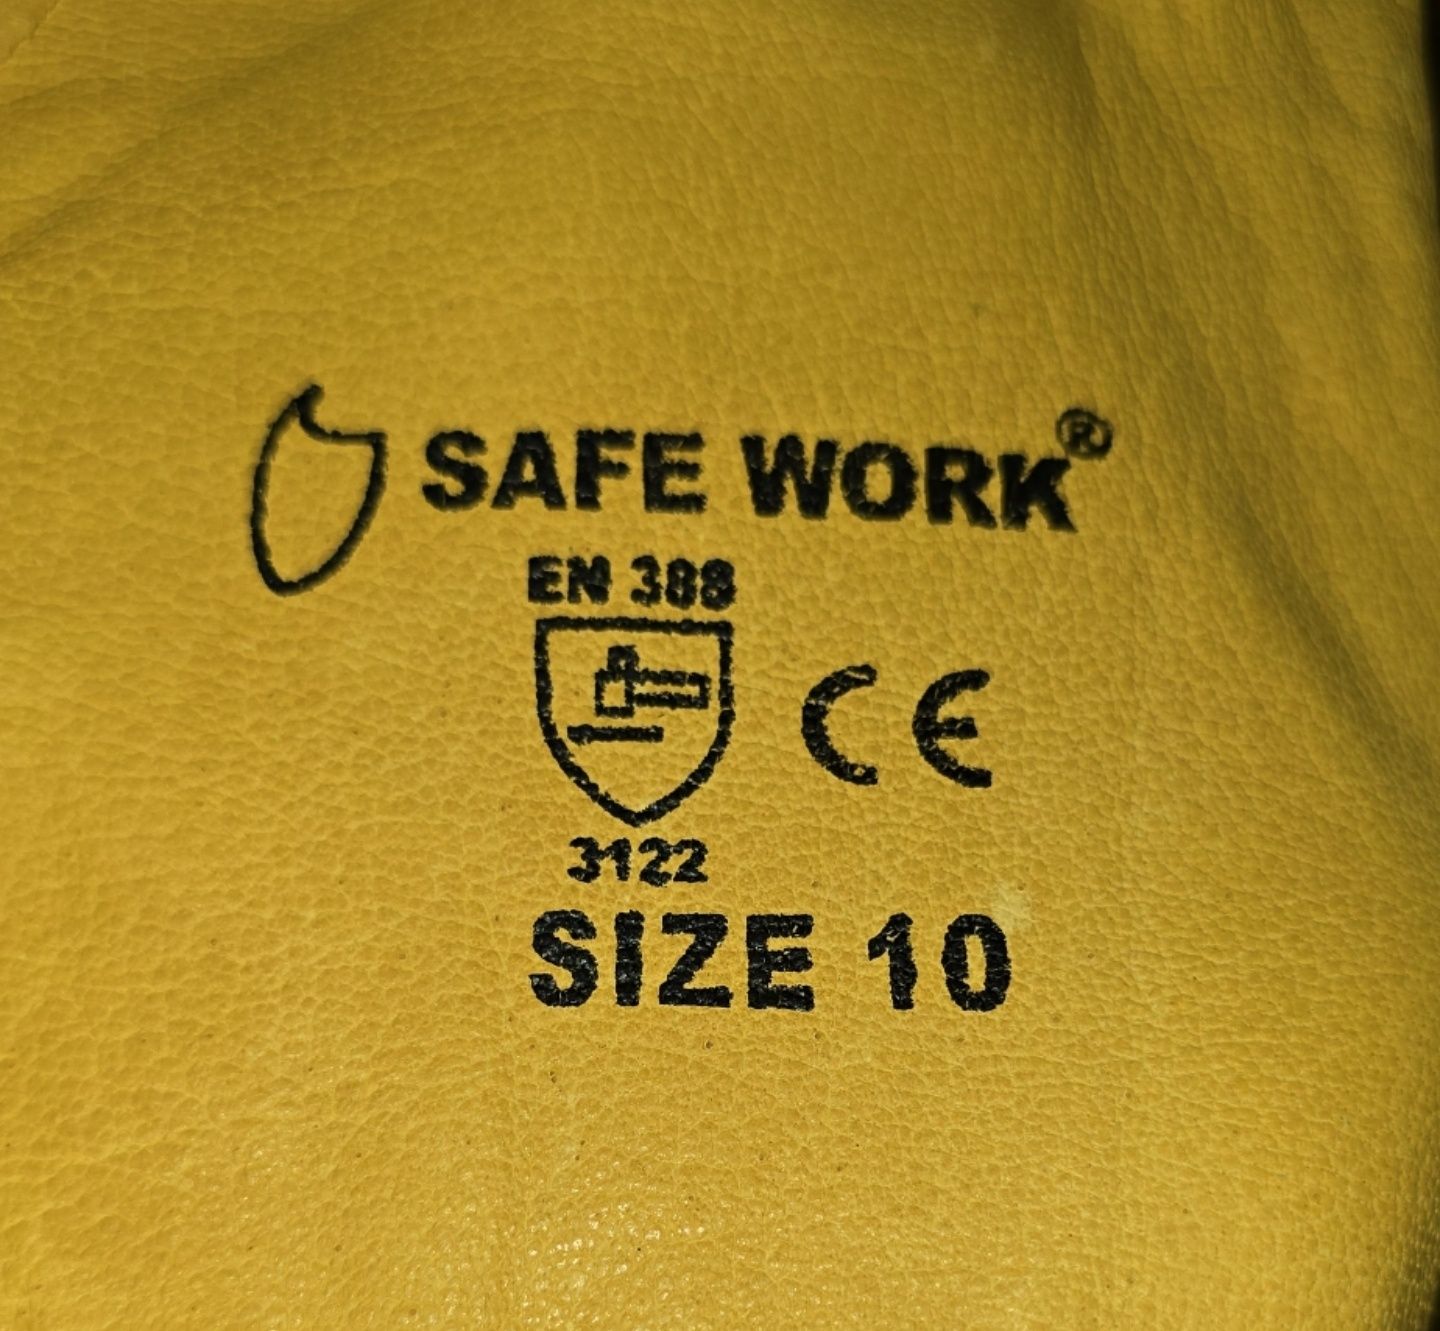 SAFE WORK®
EN 388
CE
3122
SIZE 10